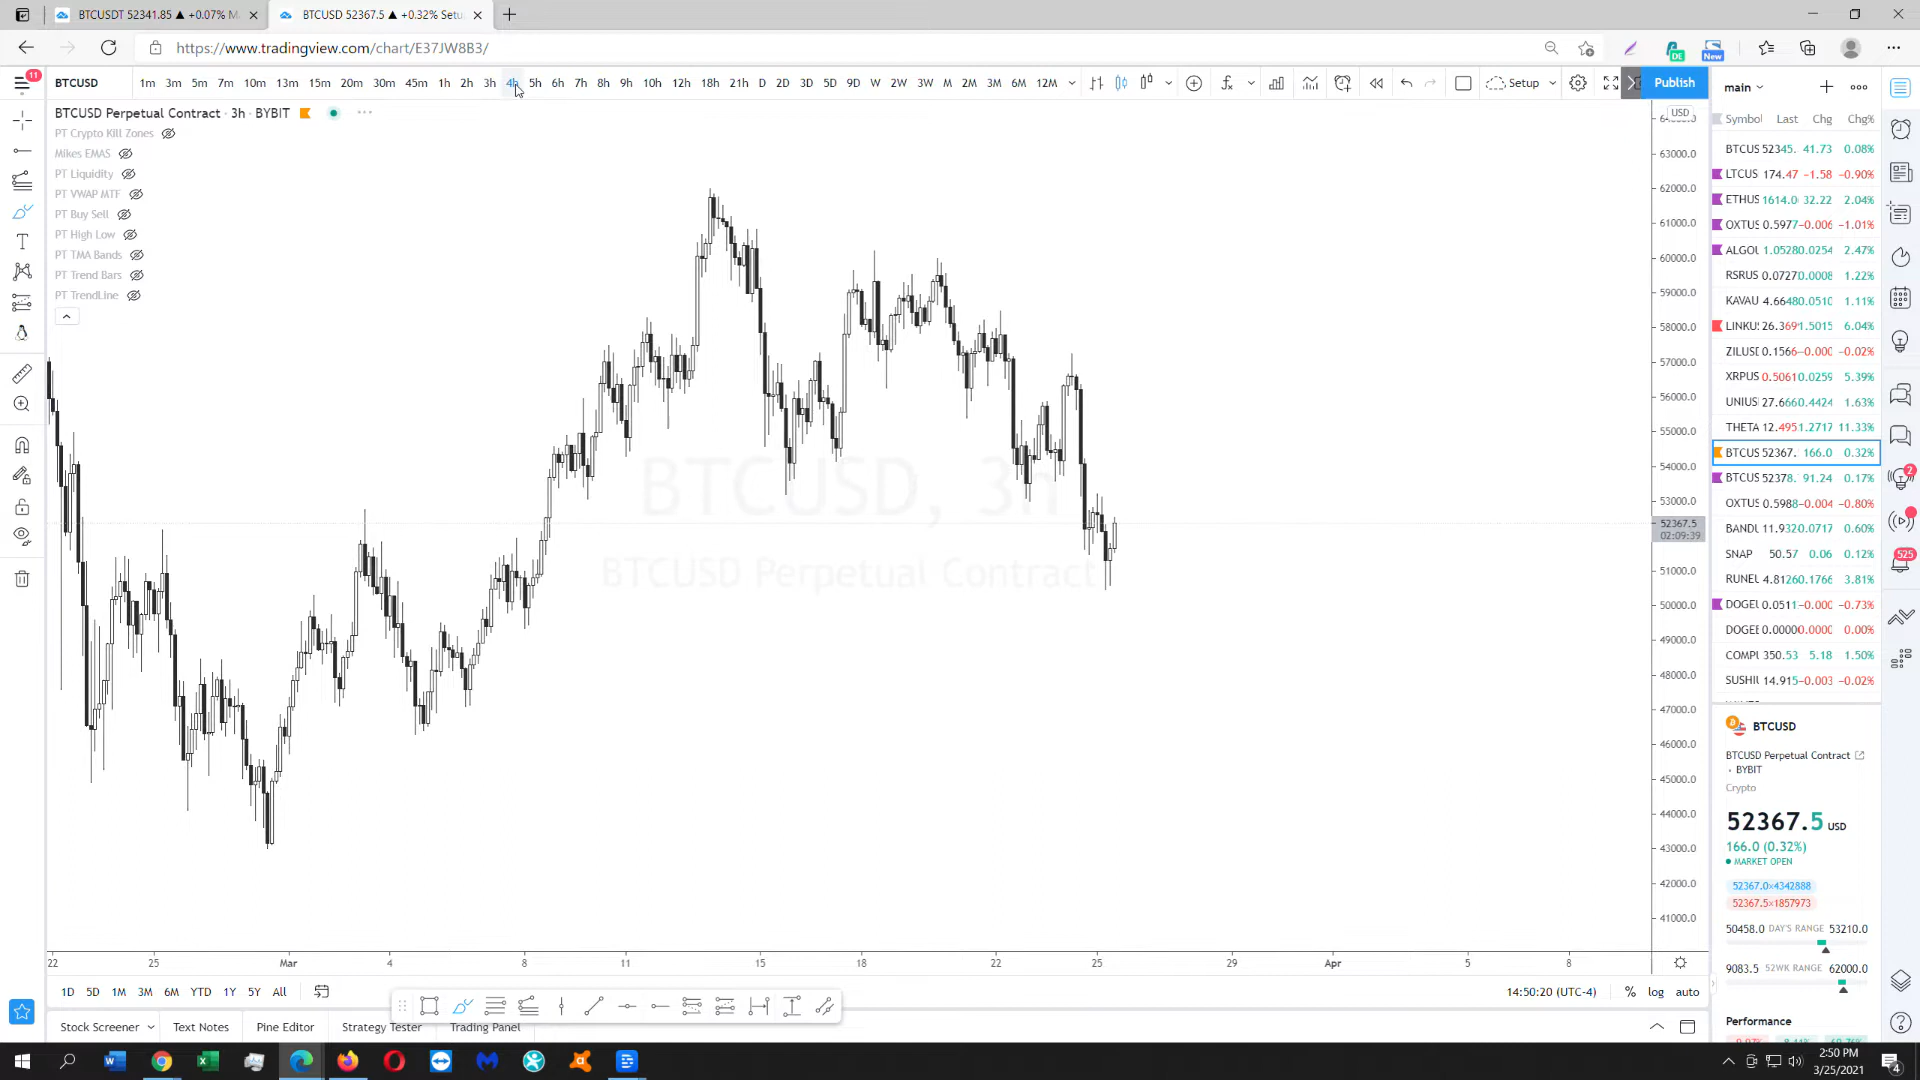 BTCUSDT 52341.85 ▲ +0.07% M
BTCUSD 52367.5 ▲ +0.32% Setu
https://www.tradingview.com/chart/E37JW8B3/
DE
New
11
BTCUSD 1m 3m 5m 7m 10m 13m 15m 20m 30m 45m 1h 2h 3h 4h 5h 6h 7h 8h 9h 10h 12h 18h 21h D 2D 3D 5D 9D W 2W 3W M 2M 3M 6M 12M Setup Publish
BTCUSD Perpetual Contract · 3h · BYBIT
PT Crypto Kill Zones
Mikes EMAS
PT Liquidity
PT VWAP MTF
PT Buy Sell
PT High Low
PT TMA Bands
PT Trend Bars
PT TrendLine
BTCUSD, 3h
BTCUSD Perpetual Contract
USD
63000.0
62000.0
61000.0
60000.0
59000.0
58000.0
57000.0
56000.0
55000.0
54000.0
53000.0
52367.5
02:09:39
51000.0
50000.0
49000.0
48000.0
47000.0
46000.0
45000.0
44000.0
43000.0
42000.0
41000.0
22 25 Mar 4 8 11 15 18 22 25 29 Apr 5 8
1D 5D 1M 3M 6M YTD 1Y 5Y All
14:50:20 (UTC-4) % log auto
Stock Screener Text Notes Pine Editor Strategy Tester Trading Panel
main
Symbol Last Chg Chg%
BTCUS 52345. 41.73 0.08%
LTCUS 174.47 −1.58 −0.90%
ETHUS 1614.0 32.22 2.04%
OXTUS 0.5977 −0.006 −1.01%
ALGOU 1.0528 0.0254 2.47%
RSRUS 0.0727 0.0008 1.22%
KAVAU 4.6648 0.0510 1.11%
LINKUS 26.369 1.5015 6.04%
ZILUSD 0.1566 −0.000 −0.02%
XRPUS 0.5061 0.0259 5.39%
UNIUS 27.666 0.4424 1.63%
THETA 12.495 1.2717 11.33%
BTCUS 52367. 166.0 0.32%
BTCUS 52378. 91.24 0.17%
OXTUS 0.5988 −0.004 −0.80%
BANDU 11.932 0.0717 0.60%
SNAP 50.57 0.06 0.12%
RUNEU 4.8126 0.1766 3.81%
DOGEU 0.0511 −0.000 −0.73%
DOGEE 0.0000 0.0000 0.00%
COMPU 350.53 5.18 1.50%
SUSHIU 14.915 −0.003 −0.02%
BTCUSD
BTCUSD Perpetual Contract
· BYBIT
Crypto
52367.5 USD
166.0 (0.32%)
MARKET OPEN
52367.0×4342888
52367.5×1857973
50458.0 DAY'S RANGE 53210.0
9083.5 52WK RANGE 62000.0
Performance
2
525
2:50 PM
3/25/2021
4